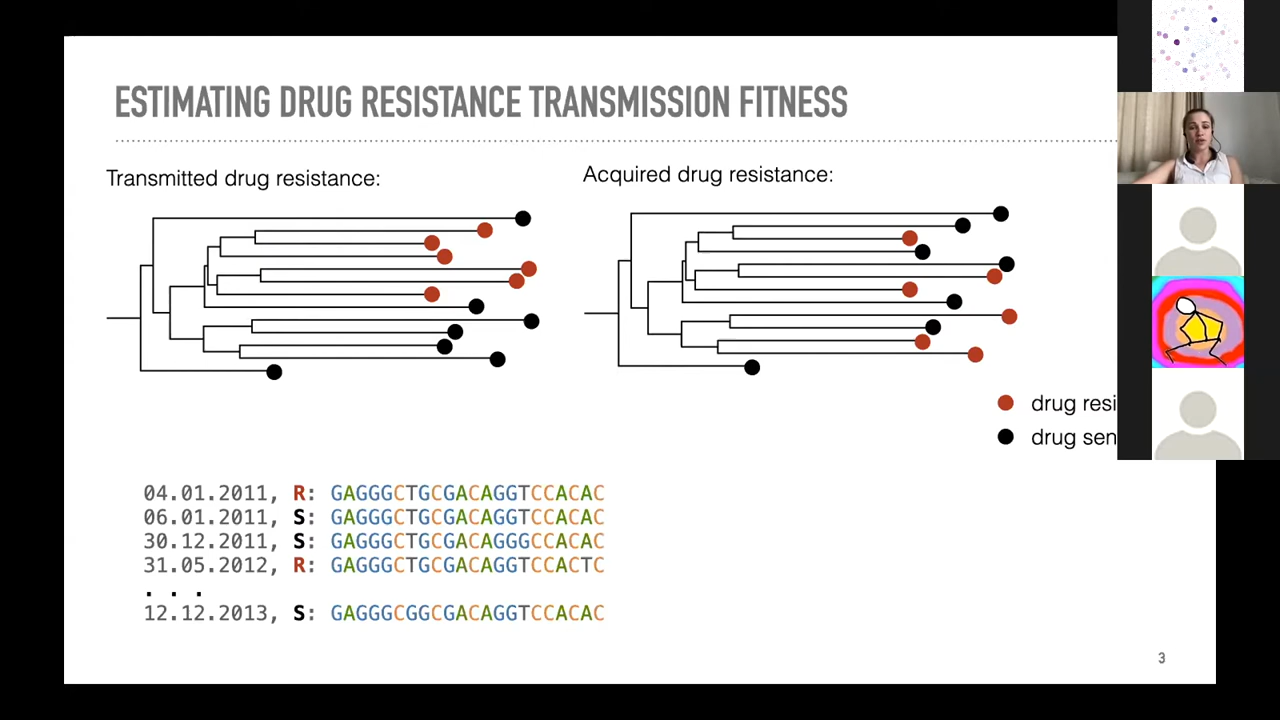 ESTIMATING DRUG RESISTANCE TRANSMISSION FITNESS
Transmitted drug resistance:
Acquired drug resistance:
drug resi
drug sen
04.01.2011, R: GAGGGCTGCGACAGGTCCACAC
06.01.2011, S: GAGGGCTGCGACAGGTCCACAC
30.12.2011, S: GAGGGCTGCGACAGGGCCACAC
31.05.2012, R: GAGGGCTGCGACAGGTCCACTC
. . .
12.12.2013, S: GAGGGCGGCGACAGGTCCACAC
3